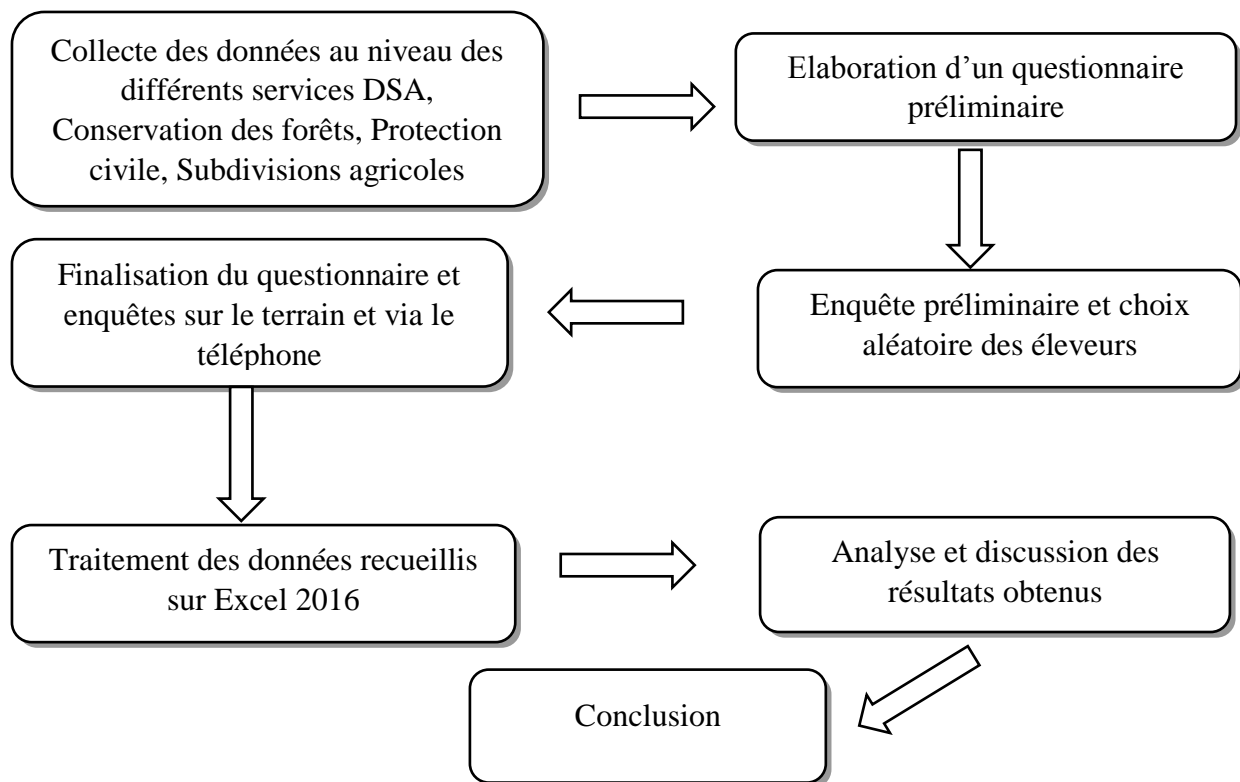 Collecte des données au niveau des
différents services DSA,
Conservation des forêts, Protection
civile, Subdivisions agricoles
Elaboration d’un questionnaire
préliminaire
Enquête préliminaire et choix
aléatoire des éleveurs
Finalisation du questionnaire et
enquêtes sur le terrain et via le
téléphone
Traitement des données recueillis
sur Excel 2016
Analyse et discussion des
résultats obtenus
Conclusion